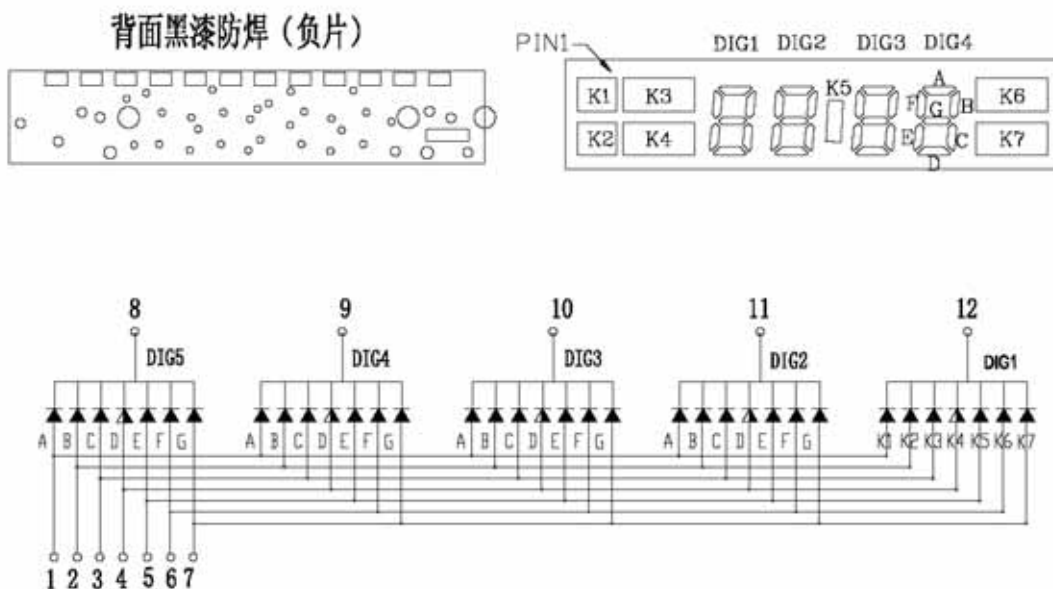 背面黑漆防焊（负片）
PIN1
DIG1 DIG2 DIG3 DIG4
K1 K3 K5 A F G B K6
K2 K4 E C D K7
8 9 10 11 12
DIG5 DIG4 DIG3 DIG2 DIG1
A B C D E F G A B C D E F G A B C D E F G A B C D E F G K1 K2 K3 K4 K5 K6 K7
1 2 3 4 5 6 7